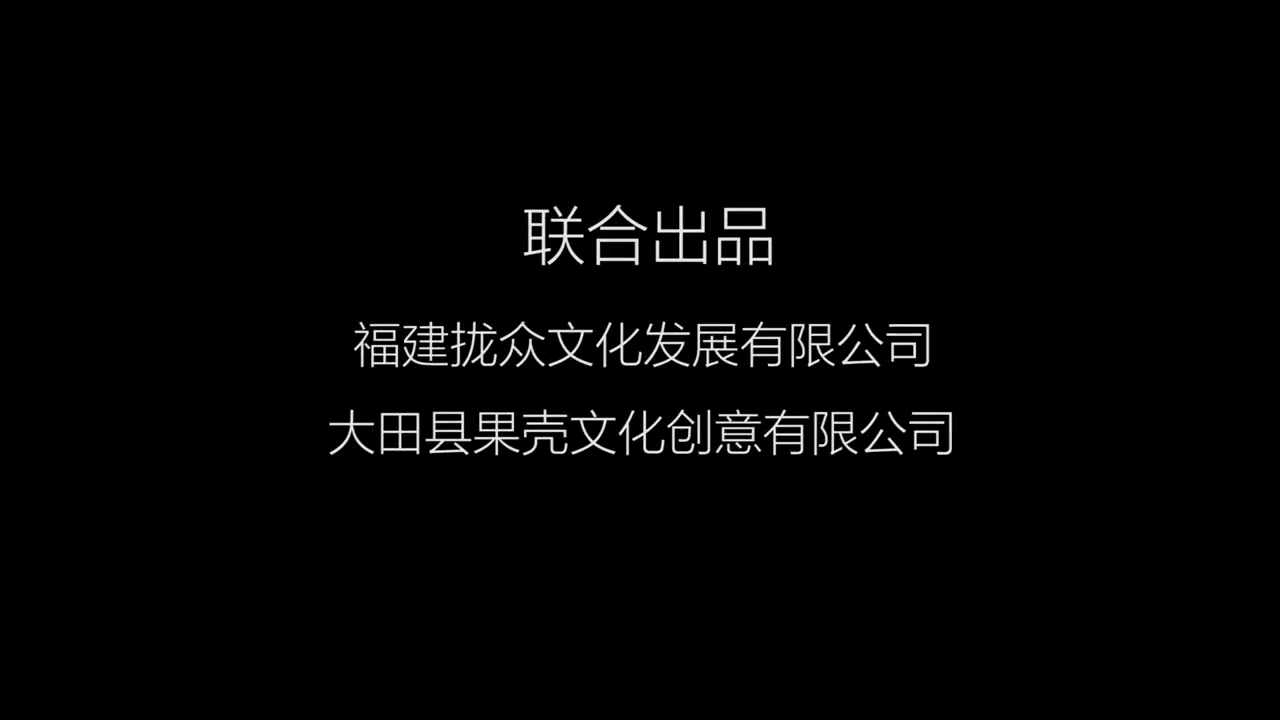 联合出品
福建拢众文化发展有限公司
大田县果壳文化创意有限公司